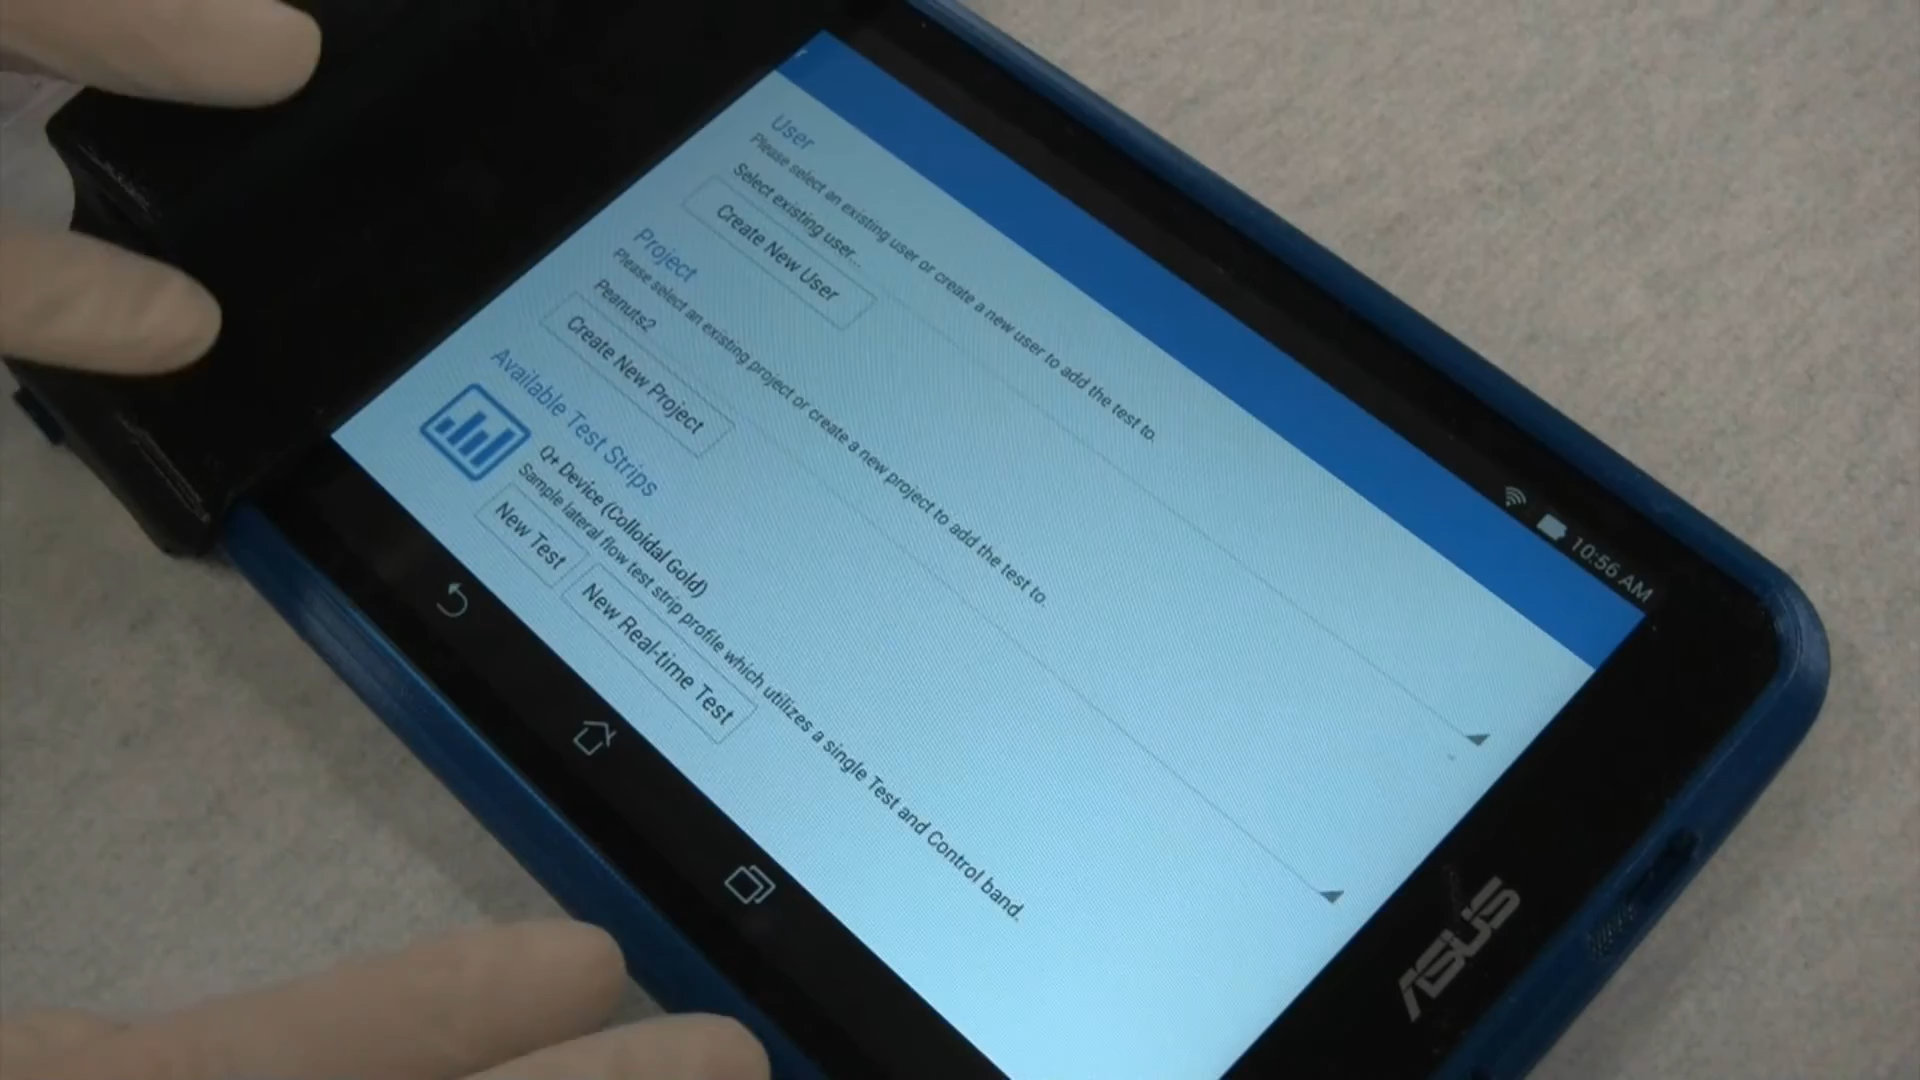 10:56 AM
User
Please select an existing user or create a new user to add the test to.
Select existing user...
Create New User
Project
Please select an existing project or create a new project to add the test to.
Peanuts2
Create New Project
Available Test Strips
Q+ Device (Colloidal Gold)
Sample lateral flow test strip profile which utilizes a single Test and Control band.
New Test
New Real-time Test
ASUS